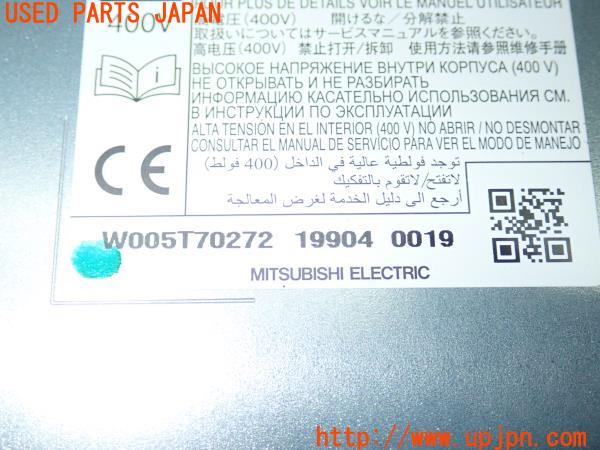 USED PARTS JAPAN
OUR PLUS DE DETAILS VOIR LE MANUEL UTILISATEUR
400V
高電圧(400V) 開けるな/分解禁止
取扱いについてはサービスマニュアルを参照ください。
高电压(400V) 禁止打开/拆卸 使用方法请参照维修手册
ВЫСОКОЕ НАПРЯЖЕНИЕ ВНУТРИ КОРПУСА (400 V)
НЕ ОТКРЫВАТЬ И НЕ РАЗБИРАТЬ
ИНФОРМАЦИЮ КАСАТЕЛЬНО ИСПОЛЬЗОВАНИЯ СМ.
В ИНСТРУКЦИИ ПО ЭКСПЛУАТАЦИИ
ALTA TENSIÓN EN EL INTERIOR (400 V) NO ABRIR / NO DESMONTAR
CONSULTAR EL MANUAL DE SERVICIO PARA VER EL MODO DE MANEJO
توجد فولطية عالية في الداخل (400 فولط)
لاتفتح/لاتقوم بالتفكيك
أرجع الى دليل الخدمة لغرض المعالجة
CE
W005T70272 19904 0019
MITSUBISHI ELECTRIC
http://www.upjpn.com/